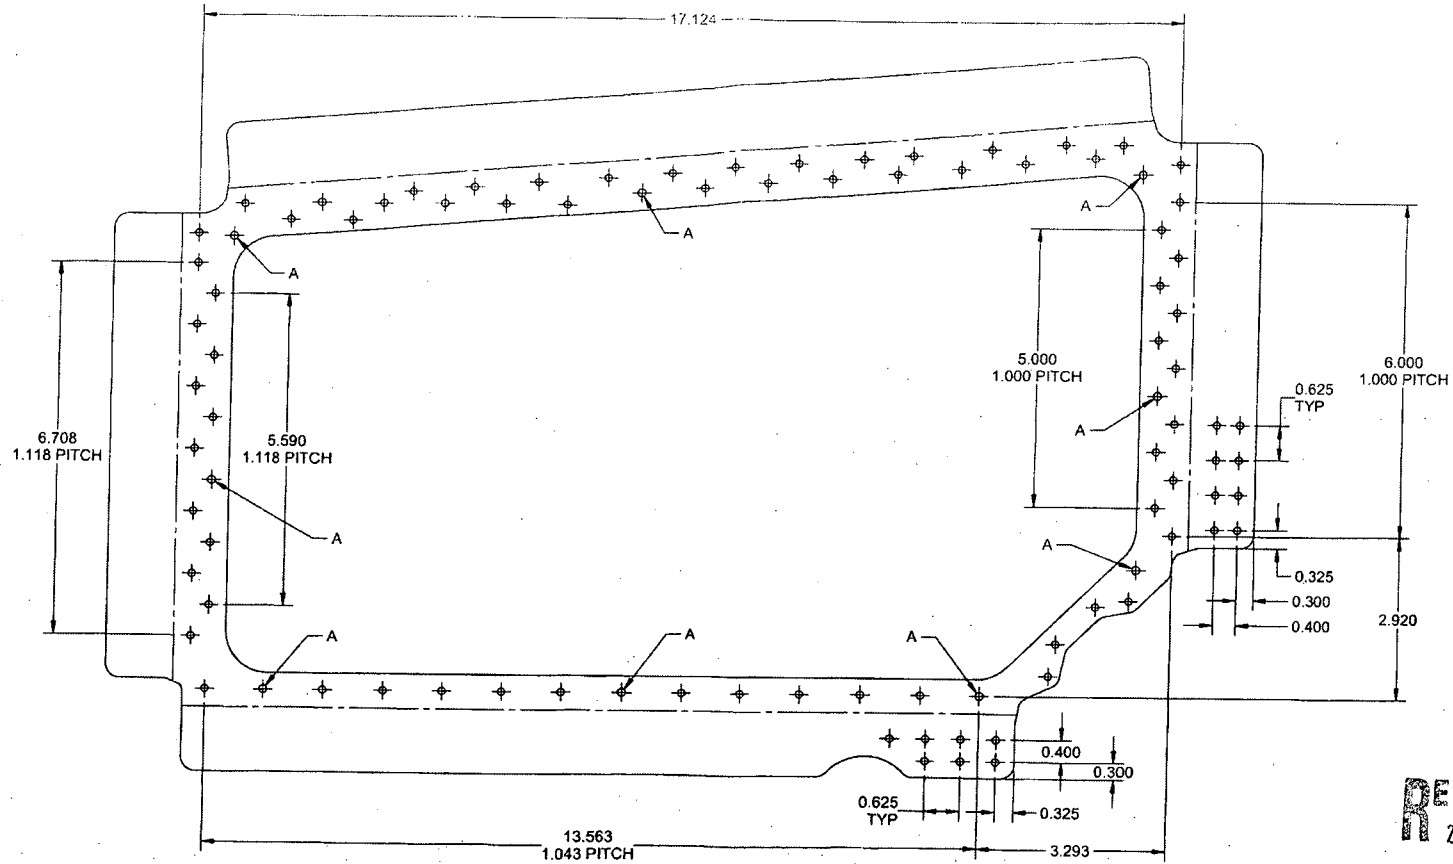 17.124
A
A
A
5.000
1.000 PITCH
6.000
1.000 PITCH
0.625
TYP
A
6.708
1.118 PITCH
5.590
1.118 PITCH
A
A
0.325
0.300
0.400
2.920
A
A
A
0.400
0.300
0.625
TYP
0.325
13.563
1.043 PITCH
3.293
RE
2